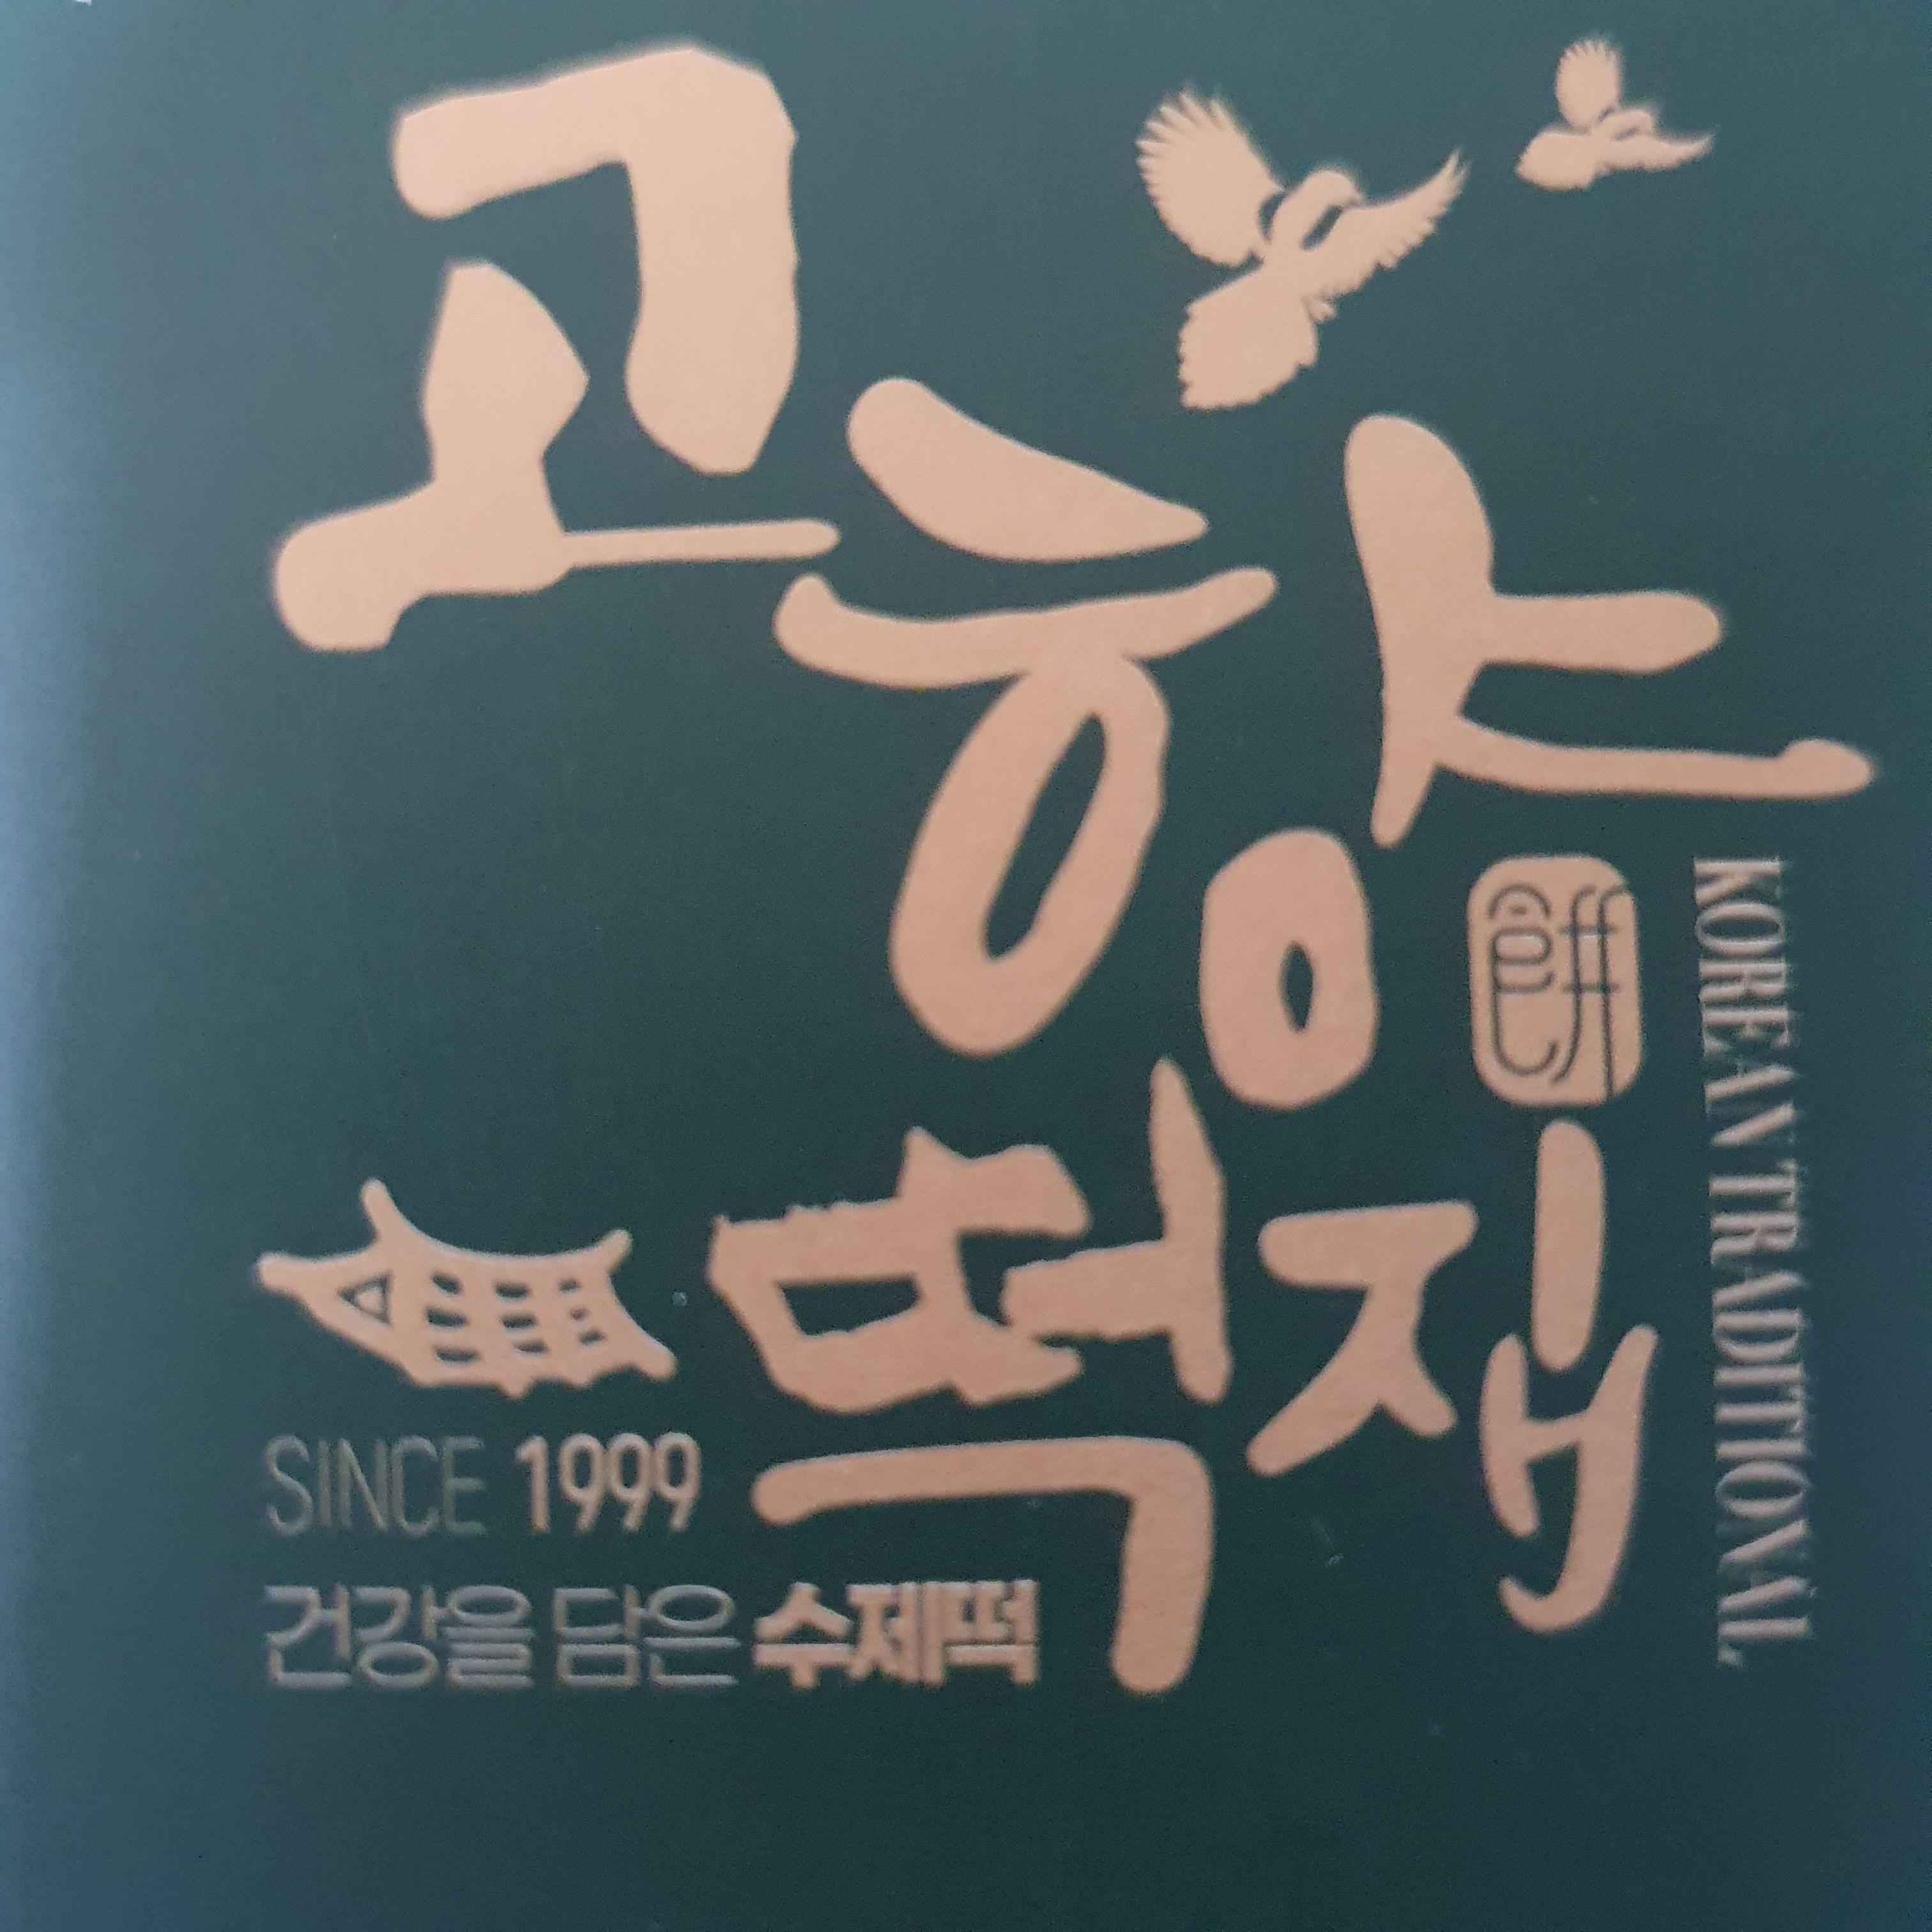 고향
餠
떡집
KOREAN TRADITIONAL
SINCE 1999
건강을 담은 수제떡